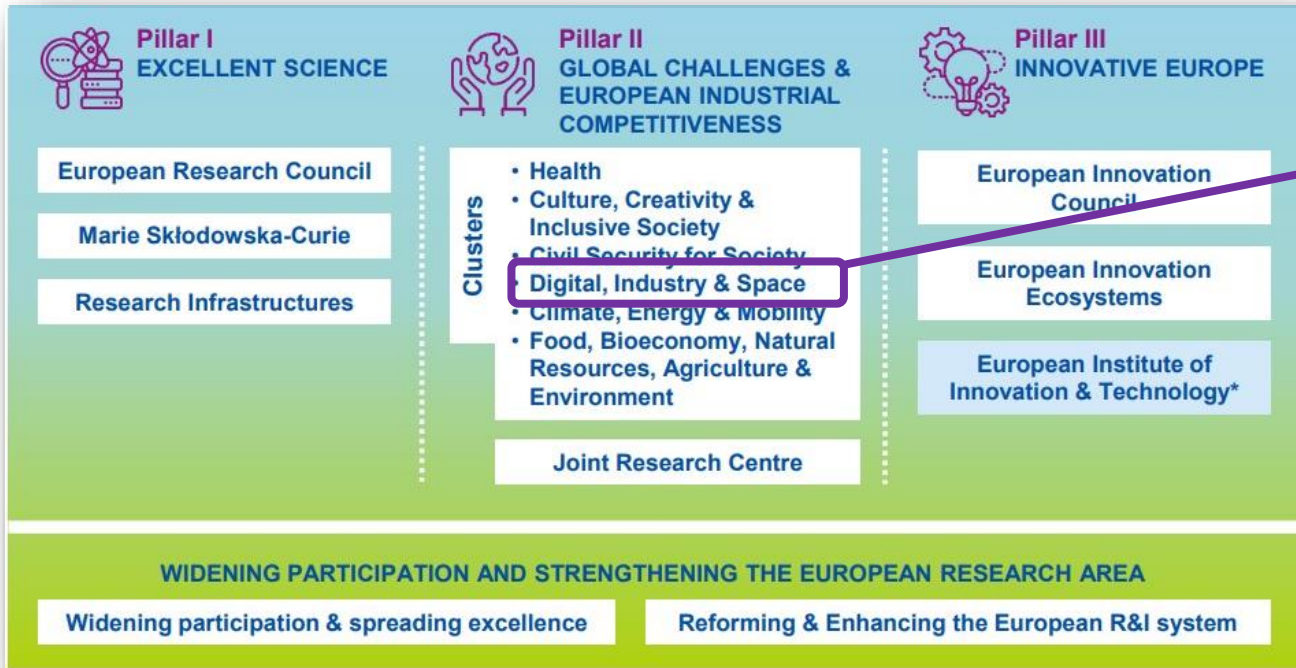 Pillar I
EXCELLENT SCIENCE
European Research Council
Marie Skłodowska-Curie
Research Infrastructures
Pillar II
GLOBAL CHALLENGES &
EUROPEAN INDUSTRIAL
COMPETITIVENESS
Clusters
• Health
• Culture, Creativity &
Inclusive Society
• Civil Security for Society
• Digital, Industry & Space
• Climate, Energy & Mobility
• Food, Bioeconomy, Natural
Resources, Agriculture &
Environment
Joint Research Centre
Pillar III
INNOVATIVE EUROPE
European Innovation
Council
European Innovation
Ecosystems
European Institute of
Innovation & Technology*
WIDENING PARTICIPATION AND STRENGTHENING THE EUROPEAN RESEARCH AREA
Widening participation & spreading excellence
Reforming & Enhancing the European R&I system